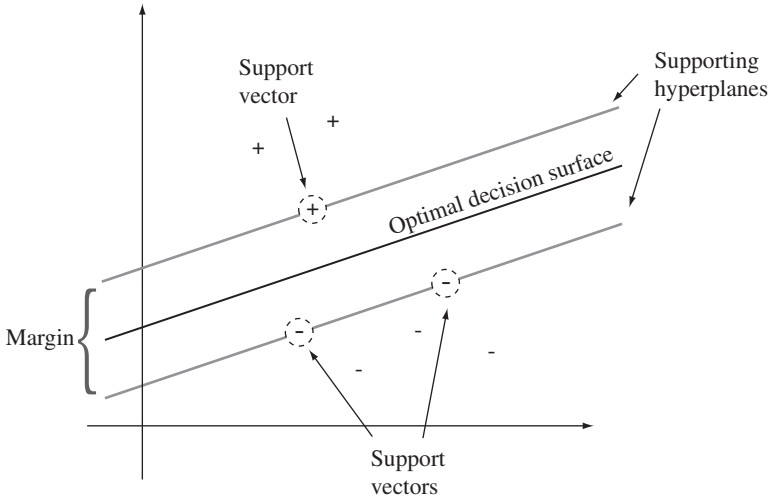 Support
vector
Supporting
hyperplanes
+
+
+
Optimal decision surface
-
-
Margin
-
-
-
Support
vectors